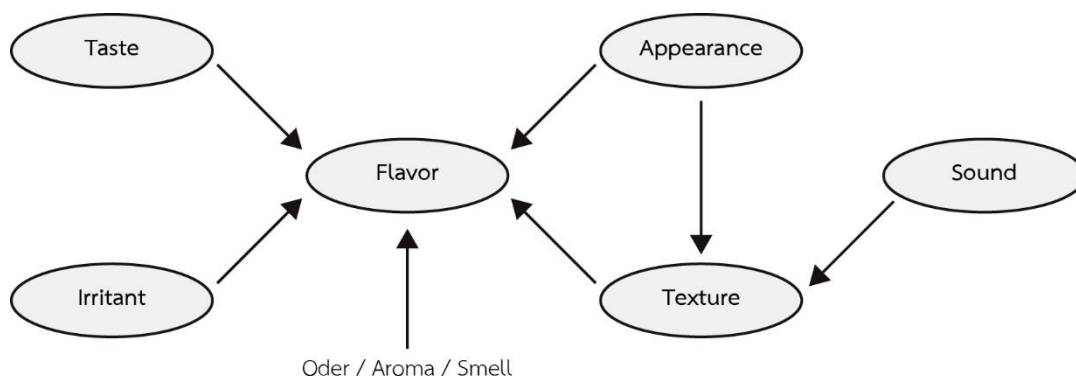 Taste
Appearance
Flavor
Sound
Irritant
Texture
Oder / Aroma / Smell